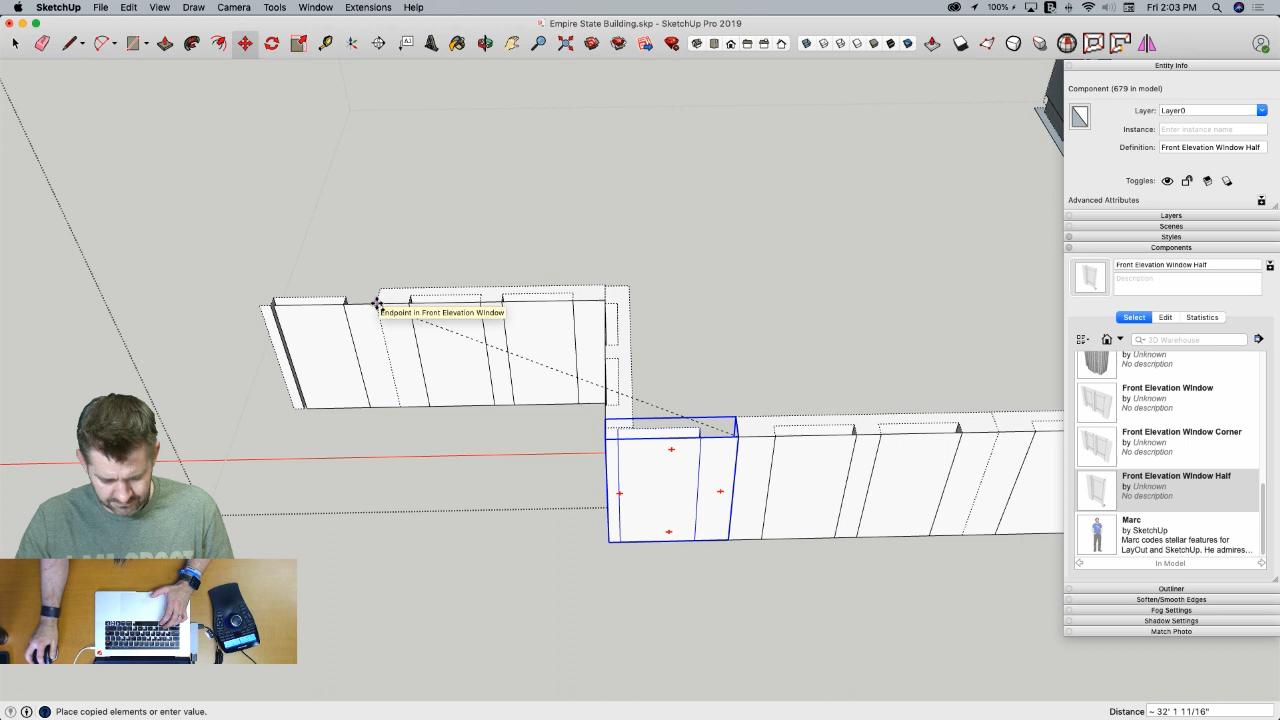 SketchUp File Edit View Draw Camera Tools Window Extensions Help
100% Fri 2:03 PM
Empire State Building.skp - SketchUp Pro 2019
Entity Info
Component (679 in model)
Layer: Layer0
Instance: Enter instance name
Definition: Front Elevation WIndow Half
Toggles:
Advanced Attributes
Layers
Scenes
Styles
Components
Front Elevation WIndow Half
Description
Select Edit Statistics
3D Warehouse
by Unknown
No description
Front Elevation WIndow
by Unknown
No description
Front Elevation WIndow Corner
by Unknown
No description
Front Elevation WIndow Half
by Unknown
No description
Marc
by SketchUp
Marc codes stellar features for
LayOut and SketchUp. He admires...
In Model
Outliner
Soften/Smooth Edges
Fog Settings
Shadow Settings
Match Photo
Endpoint in Front Elevation WIndow
Place copied elements or enter value.
Distance ~ 32' 1 11/16"